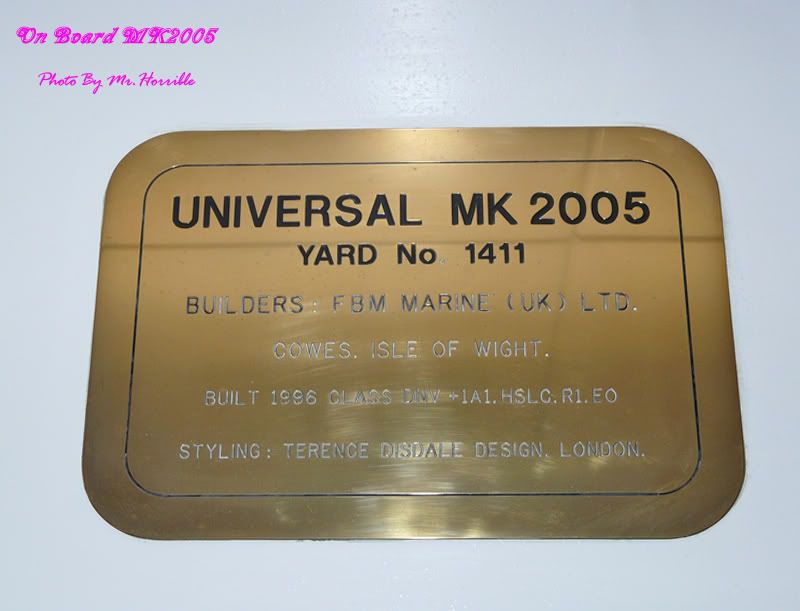 On Board MK2005
Photo By Mr.Horrible
UNIVERSAL MK 2005
YARD No. 1411
BUILDERS: FBM MARINE (UK) LTD.
COWES. ISLE OF WIGHT.
BUILT 1996 CLASS DNV +1A1.HSLC.R1.EO
STYLING: TERENCE DISDALE DESIGN. LONDON.